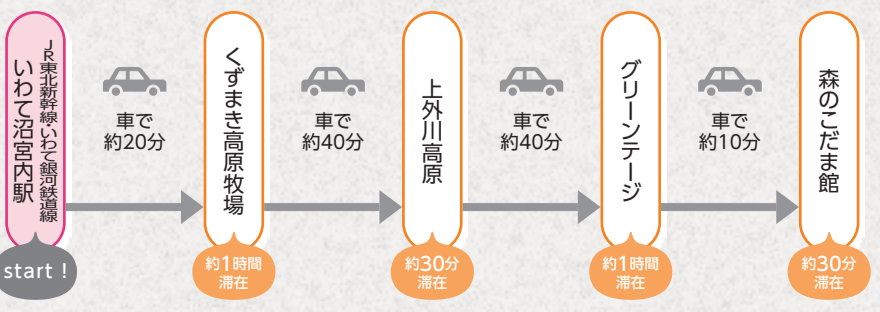 JR東北新幹線・いわて銀河鉄道線
いわて沼宮内駅
start！
車で
約20分
くずまき高原牧場
約1時間
滞在
車で
約40分
上外川高原
約30分
滞在
車で
約40分
グリーンテージ
約1時間
滞在
車で
約10分
森のこだま館
約30分
滞在